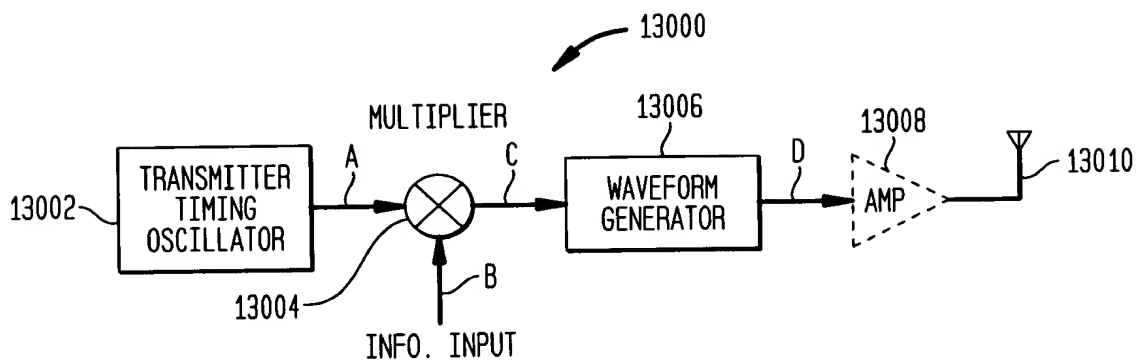 13000
MULTIPLIER
13006
13008
13010
13002
TRANSMITTER
TIMING
OSCILLATOR
A
C
WAVEFORM
GENERATOR
D
AMP
13004
B
INFO. INPUT